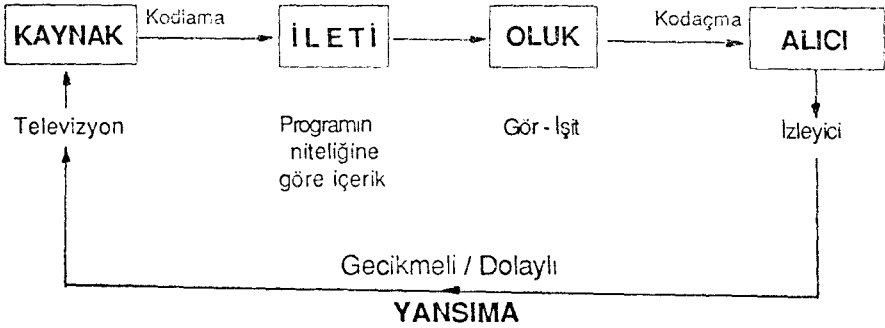 KAYNAK Kodlama İLETİ OLUK Kodaçma ALICI
Televizyon Programın Gör - İşit İzleyici
niteliğine
göre içerik
Gecikmeli / Dolaylı
YANSIMA